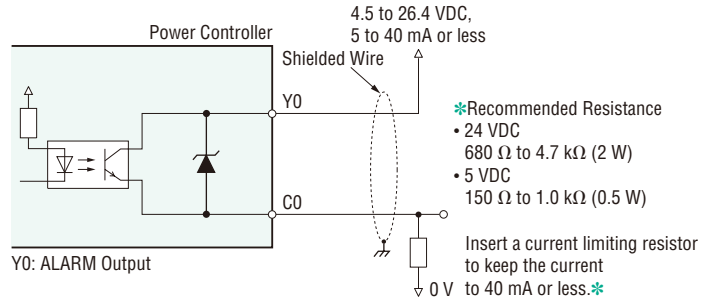 4.5 to 26.4 VDC,
5 to 40 mA or less
Power Controller
Shielded Wire
Y0
✻Recommended Resistance
• 24 VDC
680 Ω to 4.7 kΩ (2 W)
• 5 VDC
150 Ω to 1.0 kΩ (0.5 W)
C0
Insert a current limiting resistor
to keep the current
to 40 mA or less.✻
0 V
Y0: ALARM Output